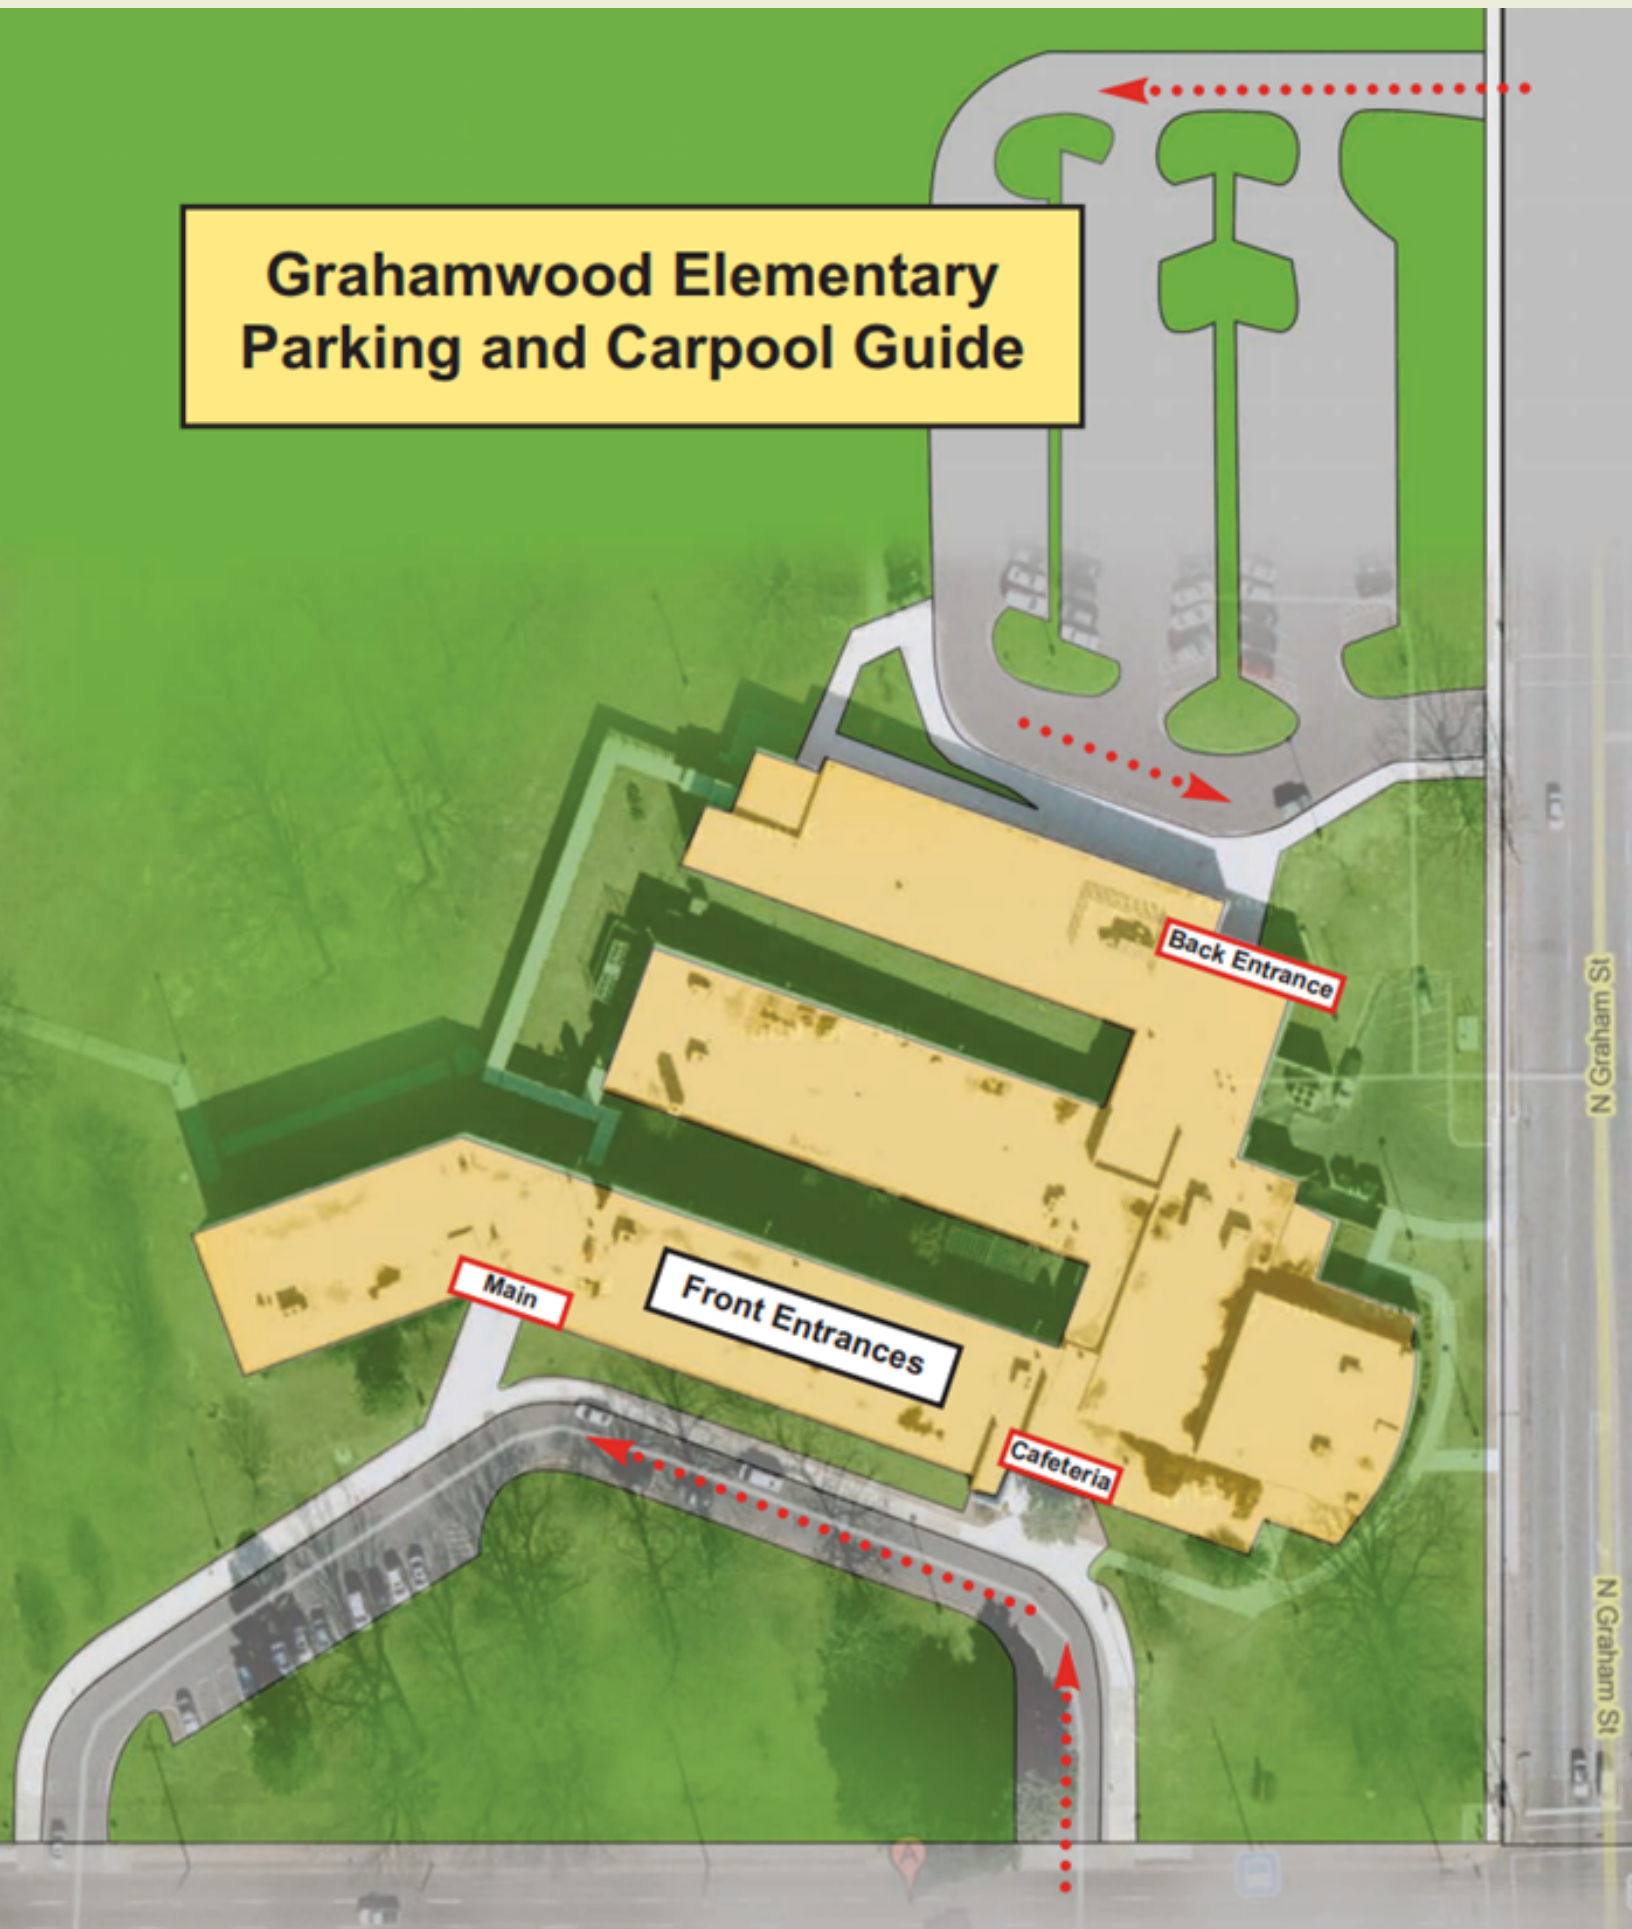 Grahamwood Elementary
Parking and Carpool Guide
Back Entrance
N Graham St
Main
Front Entrances
Cafeteria
N Graham St
A